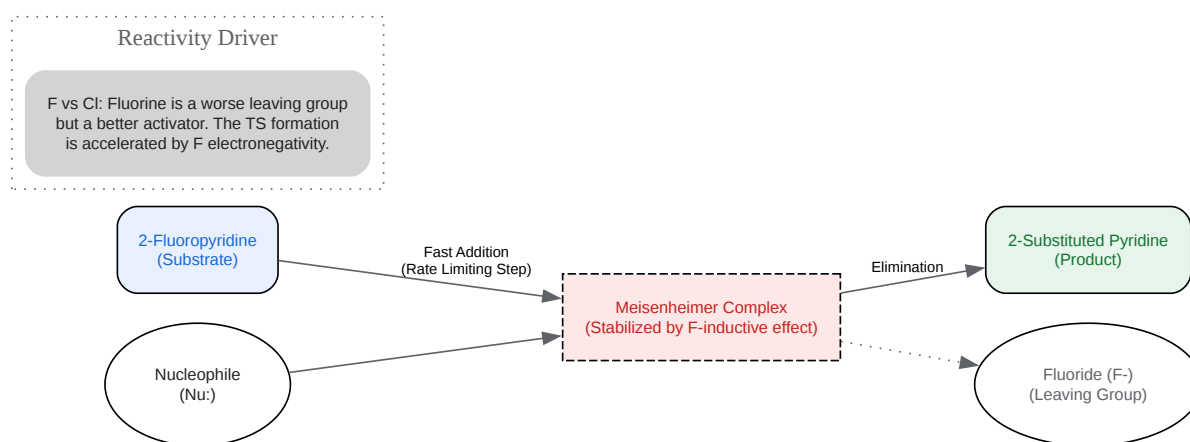 Reactivity Driver
F vs Cl: Fluorine is a worse leaving group
but a better activator. The TS formation
is accelerated by F electronegativity.
2-Fluoropyridine
(Substrate)
Fast Addition
(Rate Limiting Step)
Nucleophile
(Nu:)
Meisenheimer Complex
(Stabilized by F-inductive effect)
Elimination
2-Substituted Pyridine
(Product)
Fluoride (F-)
(Leaving Group)